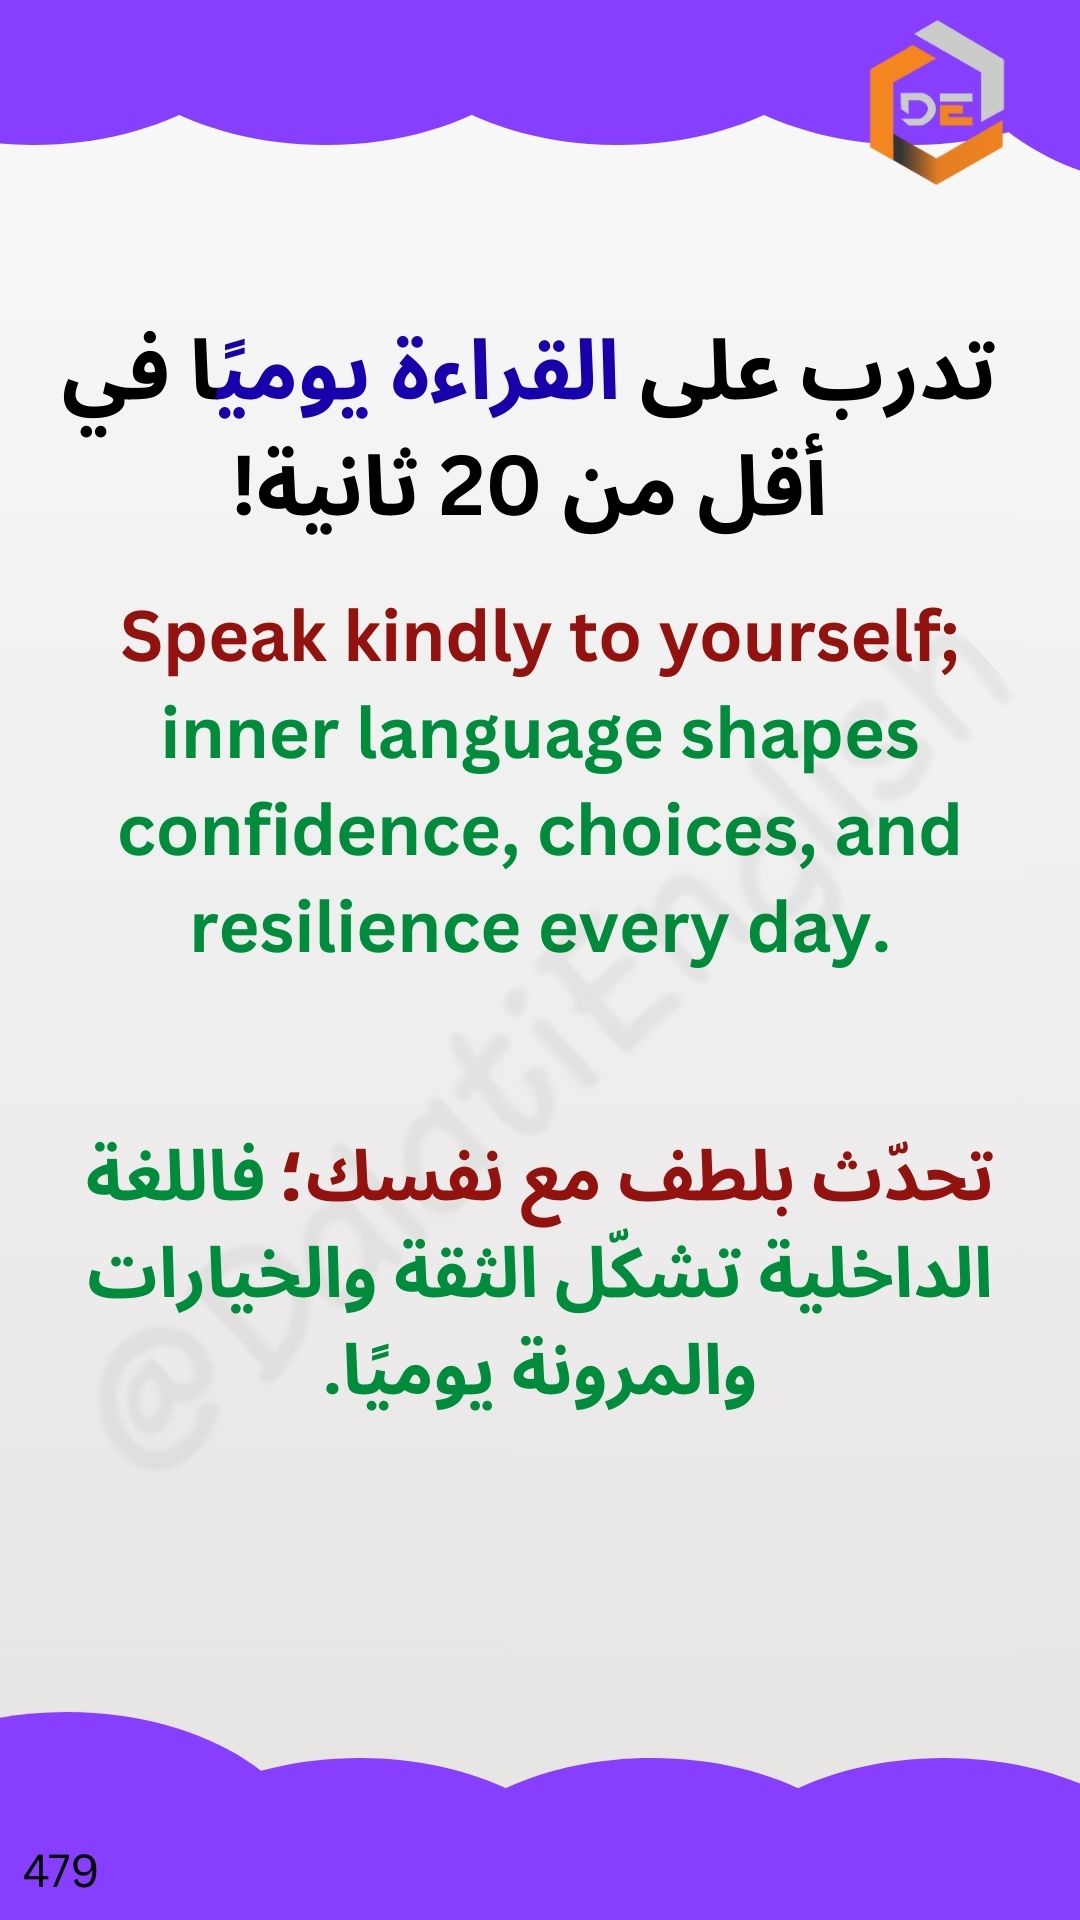 DE
تدرب على القراءة يوميًا في
أقل من 20 ثانية!
Speak kindly to yourself;
inner language shapes
confidence, choices, and
resilience every day.
@DalatiEnglish
تحدّث بلطف مع نفسك؛ فاللغة
الداخلية تشكّل الثقة والخيارات
والمرونة يوميًا.
479